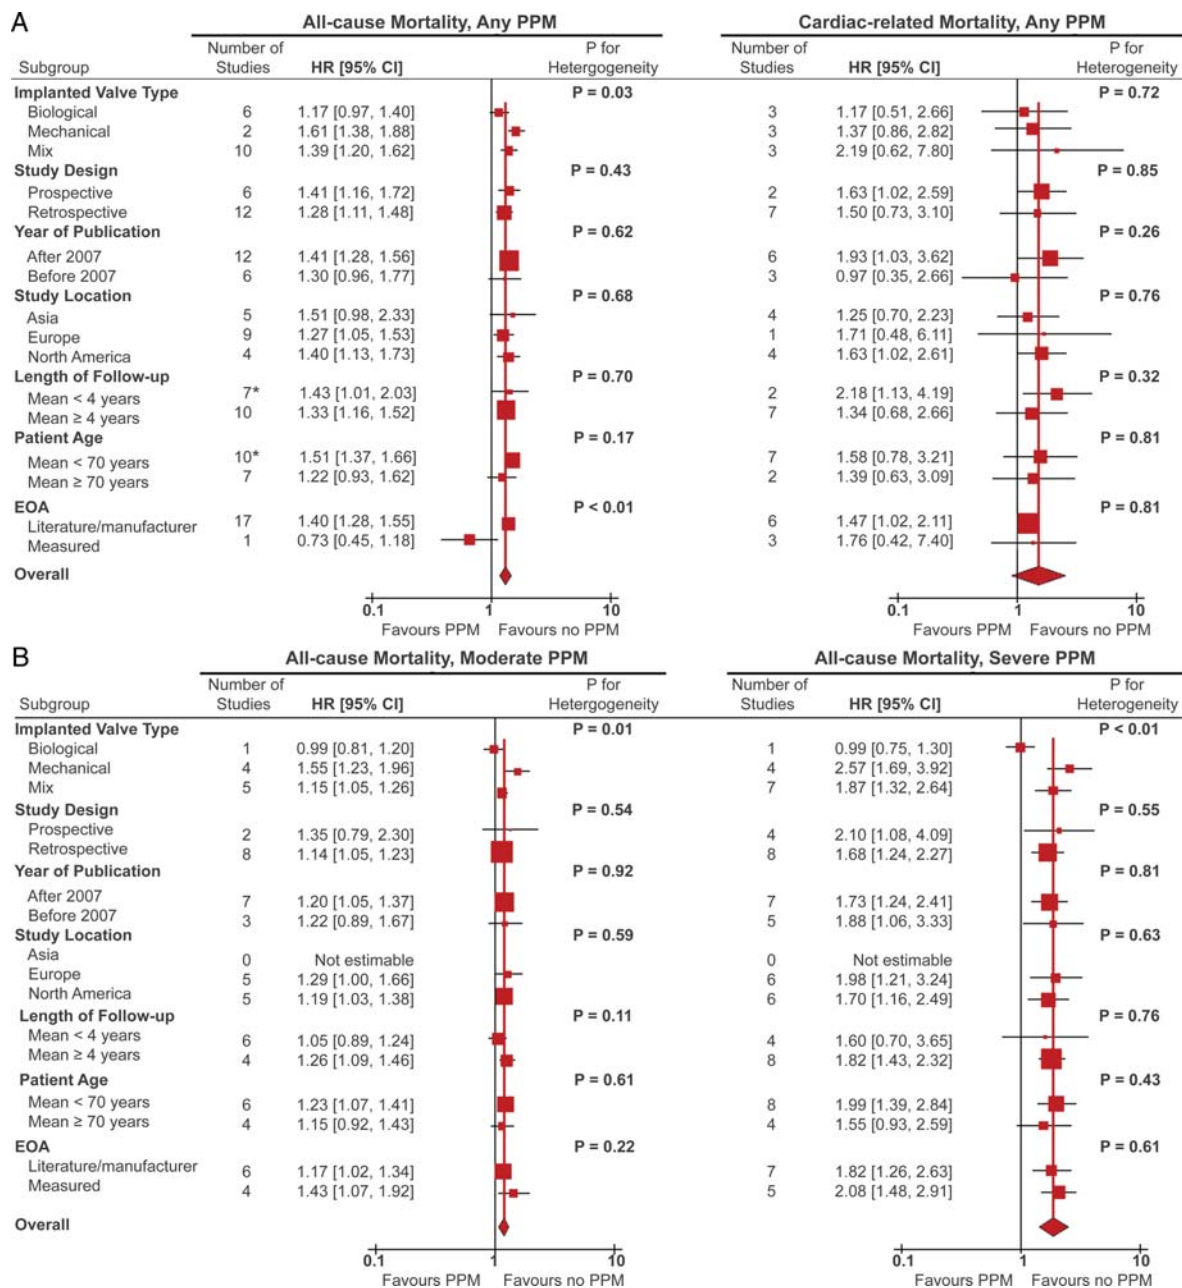 A
All-cause Mortality, Any PPM Cardiac-related Mortality, Any PPM
Number of P for Number of P for
Subgroup Studies HR [95% CI] Hetergogeneity Studies HR [95% CI] Hetergogeneity
Implanted Valve Type P = 0.03 P = 0.72
Biological 6 1.17 [0.97, 1.40] 3 1.17 [0.51, 2.66]
Mechanical 2 1.61 [1.38, 1.88] 3 1.37 [0.86, 2.82]
Mix 10 1.39 [1.20, 1.62] 3 2.19 [0.62, 7.80]
Study Design P = 0.43 P = 0.85
Prospective 6 1.41 [1.16, 1.72] 2 1.63 [1.02, 2.59]
Retrospective 12 1.28 [1.11, 1.48] 7 1.50 [0.73, 3.10]
Year of Publication P = 0.62 P = 0.26
After 2007 12 1.41 [1.28, 1.56] 6 1.93 [1.03, 3.62]
Before 2007 6 1.30 [0.96, 1.77] 3 0.97 [0.35, 2.66]
Study Location P = 0.68 P = 0.76
Asia 5 1.51 [0.98, 2.33] 4 1.25 [0.70, 2.23]
Europe 9 1.27 [1.05, 1.53] 1 1.71 [0.48, 6.11]
North America 4 1.40 [1.13, 1.73] 4 1.63 [1.02, 2.61]
Length of Follow-up P = 0.70 P = 0.32
Mean < 4 years 7* 1.43 [1.01, 2.03] 2 2.18 [1.13, 4.19]
Mean ≥ 4 years 10 1.33 [1.16, 1.52] 7 1.34 [0.68, 2.66]
Patient Age P = 0.17 P = 0.81
Mean < 70 years 10* 1.51 [1.37, 1.66] 7 1.58 [0.78, 3.21]
Mean ≥ 70 years 7 1.22 [0.93, 1.62] 2 1.39 [0.63, 3.09]
EOA P < 0.01 P = 0.81
Literature/manufacturer 17 1.40 [1.28, 1.55] 6 1.47 [1.02, 2.11]
Measured 1 0.73 [0.45, 1.18] 3 1.76 [0.42, 7.40]
Overall
0.1 1 10 0.1 1 10
Favours PPM Favours no PPM Favours PPM Favours no PPM
B
All-cause Mortality, Moderate PPM All-cause Mortality, Severe PPM
Number of P for Number of P for
Subgroup Studies HR [95% CI] Hetergogeneity Studies HR [95% CI] Hetergogeneity
Implanted Valve Type P = 0.01 P < 0.01
Biological 1 0.99 [0.81, 1.20] 1 0.99 [0.75, 1.30]
Mechanical 4 1.55 [1.23, 1.96] 4 2.57 [1.69, 3.92]
Mix 5 1.15 [1.05, 1.26] 7 1.87 [1.32, 2.64]
Study Design P = 0.54 P = 0.55
Prospective 2 1.35 [0.79, 2.30] 4 2.10 [1.08, 4.09]
Retrospective 8 1.14 [1.05, 1.23] 8 1.68 [1.24, 2.27]
Year of Publication P = 0.92 P = 0.81
After 2007 7 1.20 [1.05, 1.37] 7 1.73 [1.24, 2.41]
Before 2007 3 1.22 [0.89, 1.67] 5 1.88 [1.06, 3.33]
Study Location P = 0.59 P = 0.63
Asia 0 Not estimable 0 Not estimable
Europe 5 1.29 [1.00, 1.66] 6 1.98 [1.21, 3.24]
North America 5 1.19 [1.03, 1.38] 6 1.70 [1.16, 2.49]
Length of Follow-up P = 0.11 P = 0.76
Mean < 4 years 6 1.05 [0.89, 1.24] 4 1.60 [0.70, 3.65]
Mean ≥ 4 years 4 1.26 [1.09, 1.46] 8 1.82 [1.43, 2.32]
Patient Age P = 0.61 P = 0.43
Mean < 70 years 6 1.23 [1.07, 1.41] 8 1.99 [1.39, 2.84]
Mean ≥ 70 years 4 1.15 [0.92, 1.43] 4 1.55 [0.93, 2.59]
EOA P = 0.22 P = 0.61
Literature/manufacturer 6 1.17 [1.02, 1.34] 7 1.82 [1.26, 2.63]
Measured 4 1.43 [1.07, 1.92] 5 2.08 [1.48, 2.91]
Overall
0.1 1 10 0.1 1 10
Favours PPM Favours no PPM Favours PPM Favours no PPM